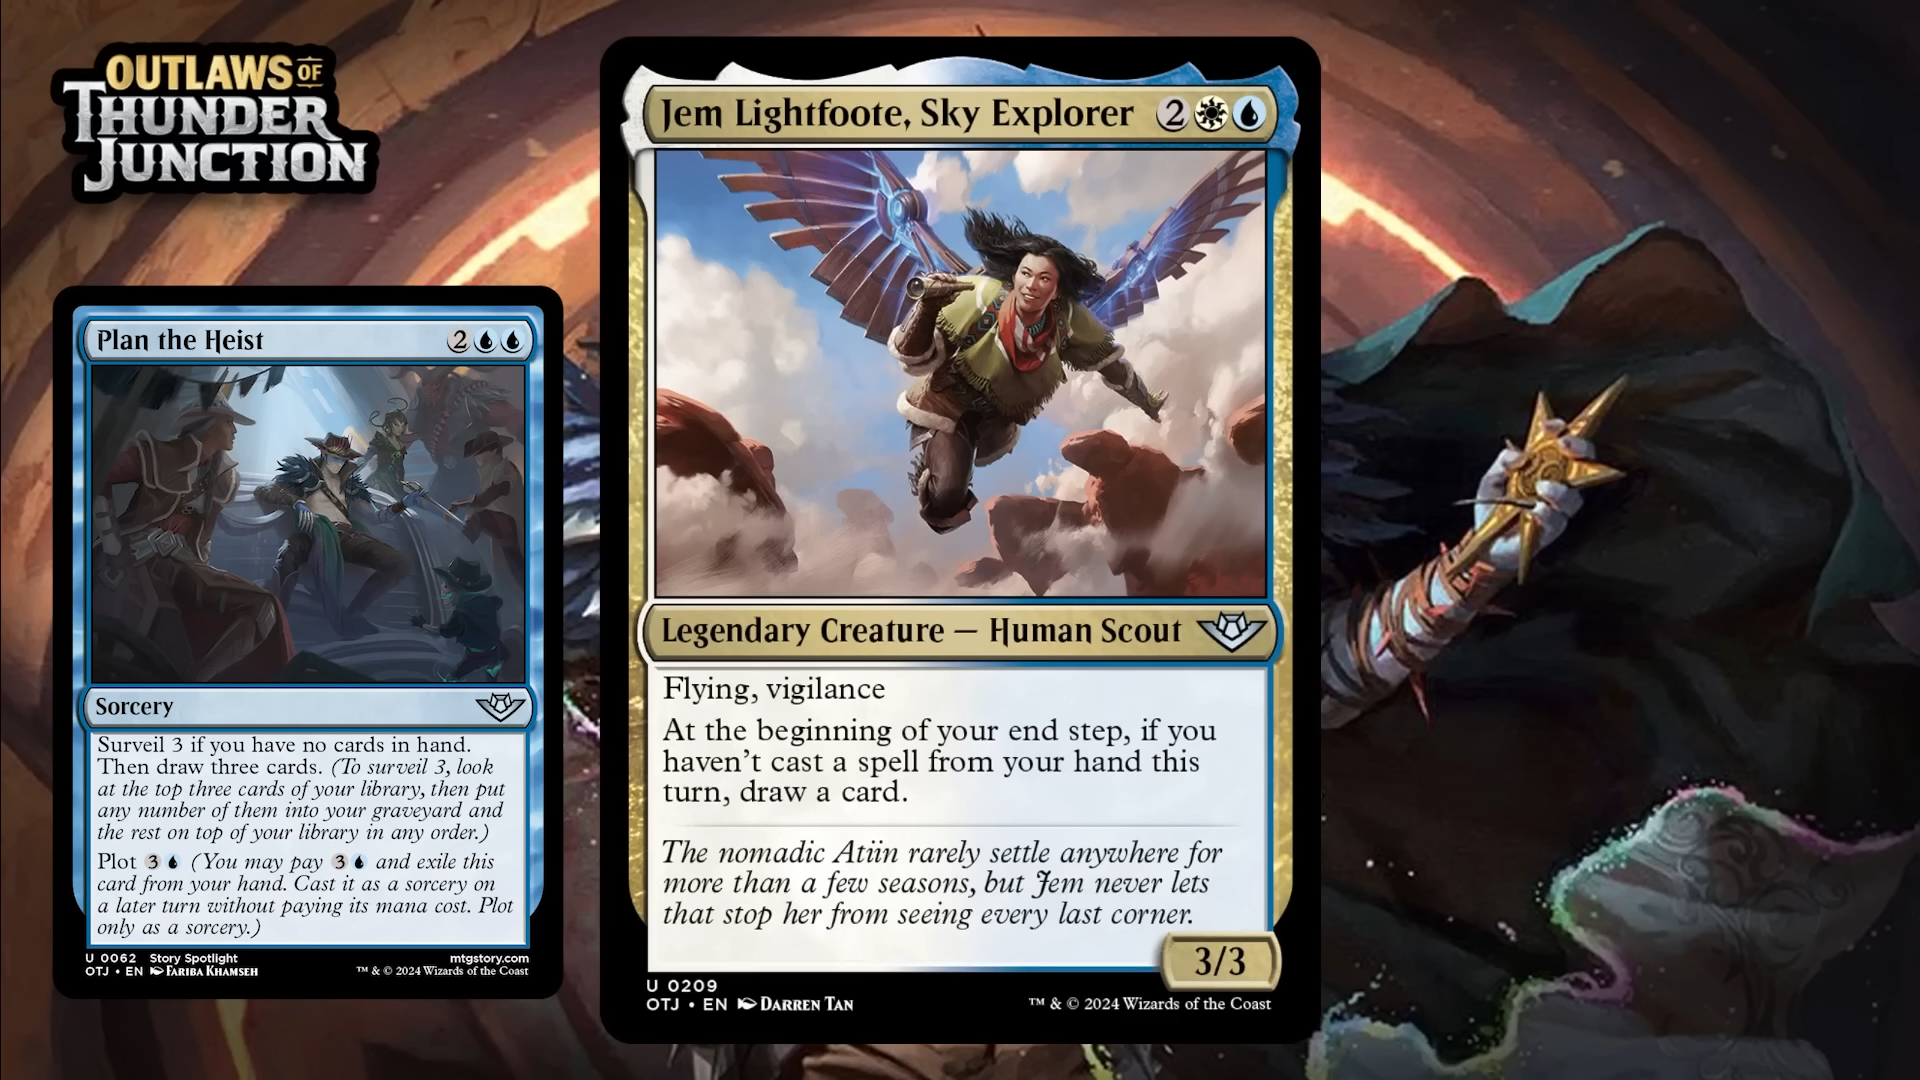 OUTLAWS OF
THUNDER
JUNCTION
Plan the Heist 2
Sorcery
Surveil 3 if you have no cards in hand.
Then draw three cards. (To surveil 3, look
at the top three cards of your library, then put
any number of them into your graveyard and
the rest on top of your library in any order.)
Plot 3 (You may pay 3 and exile this
card from your hand. Cast it as a sorcery on
a later turn without paying its mana cost. Plot
only as a sorcery.)
U 0062 Story Spotlight mtgstory.com
OTJ • EN FARIBA KHAMSEH ™ & © 2024 Wizards of the Coast
Jem Lightfoote, Sky Explorer 2
Legendary Creature — Human Scout
Flying, vigilance
At the beginning of your end step, if you
haven't cast a spell from your hand this
turn, draw a card.
The nomadic Atiin rarely settle anywhere for
more than a few seasons, but Jem never lets
that stop her from seeing every last corner.
3/3
U 0209
OTJ • EN DARREN TAN ™ & © 2024 Wizards of the Coast